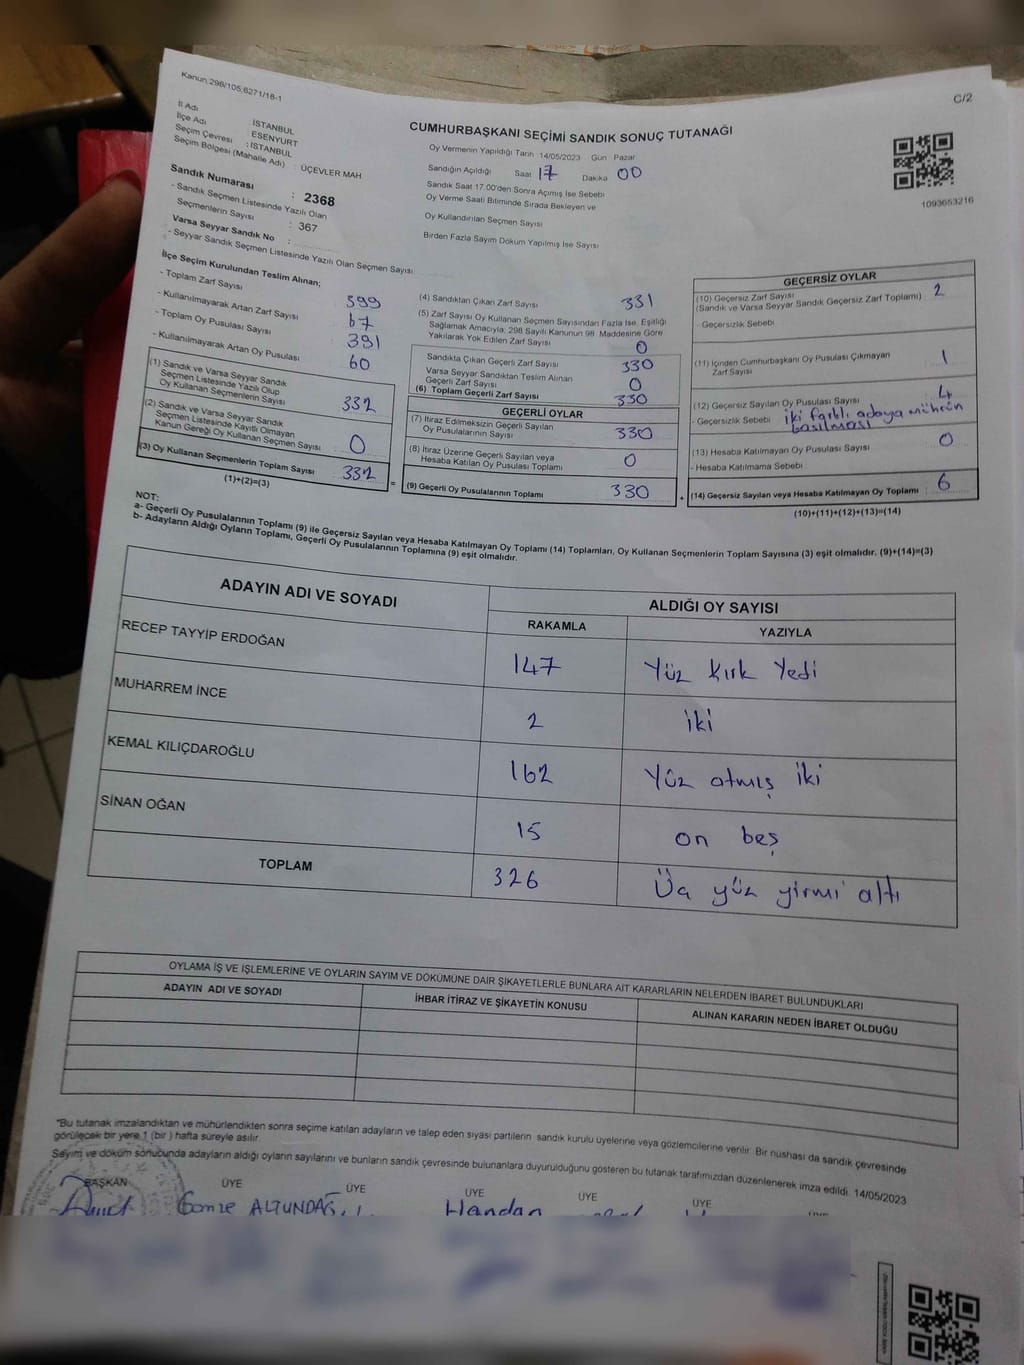 Kanun,298/105,6271/18-1
C/2
CUMHURBAŞKANI SEÇİMİ SANDIK SONUÇ TUTANAĞI
İl Adı : İSTANBUL
İlçe Adı : ESENYURT
Seçim Çevresi : İSTANBUL
Seçim Bölgesi (Mahalle Adı) : ÜÇEVLER MAH
Sandık Numarası : 2368
- Sandık Seçmen Listesinde Yazılı Olan
Seçmenlerin Sayısı : 367
Varsa Seyyar Sandık No :
- Seyyar Sandık Seçmen Listesinde Yazılı Olan Seçmen Sayısı
Oy Vermenin Yapıldığı Tarih 14/05/2023 Gün Pazar
Sandığın Açıldığı Saat 17 Dakika 00
Sandık Saat 17.00'den Sonra Açımış İse Sebebi
Oy Verme Saati Bitiminde Sırada Bekleyen ve
Oy Kullandırılan Seçmen Sayısı
Birden Fazla Sayım Döküm Yapılmış İse Sayısı
1093653216
İlçe Seçim Kurulundan Teslim Alınan;
- Toplam Zarf Sayısı 399
- Kullanılmayarak Artan Zarf Sayısı 67
- Toplam Oy Pusulası Sayısı 391
- Kullanılmayarak Artan Oy Pusulası 60
(1) Sandık ve Varsa Seyyar Sandık
Seçmen Listesinde Yazılı Olup
Oy Kullanan Seçmenlerin Sayısı 332
(2) Sandık ve Varsa Seyyar Sandık
Seçmen Listesinde Kayıtlı Olmayan
Kanun Gereği Oy Kullanan Seçmen Sayısı 0
(3) Oy Kullanan Seçmenlerin Toplam Sayısı 332
(1)+(2)=(3)
(4) Sandıktan Çıkan Zarf Sayısı 331
(5) Zarf Sayısı Oy Kullanan Seçmen Sayısından Fazla İse, Eşitliği
Sağlamak Amacıyla; 298 Sayılı Kanunun 98. Maddesine Göre
Yakılarak Yok Edilen Zarf Sayısı 0
Sandıkta Çıkan Geçerli Zarf Sayısı 330
Varsa Seyyar Sandıktan Teslim Alınan
Geçerli Zarf Sayısı 0
(6) Toplam Geçerli Zarf Sayısı 330
GEÇERLİ OYLAR
(7) İtiraz Edilmeksizin Geçerli Sayılan
Oy Pusulalarının Sayısı 330
(8) İtiraz Üzerine Geçerli Sayılan veya
Hesaba Katılan Oy Pusulası Toplamı 0
= (9) Geçerli Oy Pusulalarının Toplamı 330
GEÇERSİZ OYLAR
(10) Geçersiz Zarf Sayısı 2
(Sandık ve Varsa Seyyar Sandık Geçersiz Zarf Toplamı)
- Geçersizlik Sebebi
(11) İçinden Cumhurbaşkanı Oy Pusulası Çıkmayan
Zarf Sayısı 1
(12) Geçersiz Sayılan Oy Pusulası Sayısı 4
- Geçersizlik Sebebi iki farklı adaya mührün
basılması
(13) Hesaba Katılmayan Oy Pusulası Sayısı 0
- Hesaba Katılmama Sebebi
+ (14) Geçersiz Sayılan veya Hesaba Katılmayan Oy Toplamı 6
(10)+(11)+(12)+(13)=(14)
NOT:
a- Geçerli Oy Pusulalarının Toplamı (9) ile Geçersiz Sayılan veya Hesaba Katılmayan Oy Toplamı (14) Toplamları, Oy Kullanan Seçmenlerin Toplam Sayısına (3) eşit olmalıdır. (9)+(14)=(3)
b- Adayların Aldığı Oyların Toplamı, Geçerli Oy Pusulalarının Toplamına (9) eşit olmalıdır.
ADAYIN ADI VE SOYADI ALDIĞI OY SAYISI
RAKAMLA YAZIYLA
RECEP TAYYİP ERDOĞAN 147 Yüz kırk Yedi
MUHARREM İNCE 2 iki
KEMAL KILIÇDAROĞLU 162 Yüz atmış iki
SİNAN OĞAN 15 on beş
TOPLAM 326 Üç yüz yirmi altı
OYLAMA İŞ VE İŞLEMLERİNE VE OYLARIN SAYIM VE DÖKÜMÜNE DAİR ŞİKAYETLERLE BUNLARA AİT KARARLARIN NELERDEN İBARET BULUNDUKLARI
ADAYIN ADI VE SOYADI İHBAR İTİRAZ VE ŞİKAYETİN KONUSU ALINAN KARARIN NEDEN İBARET OLDUĞU
*Bu tutanak imzalandıktan ve mühürlendikten sonra seçime katılan adayların ve talep eden siyasi partilerin sandık kurulu üyelerine veya gözlemcilerine verilir. Bir nüshası da sandık çevresinde
görülecek bir yere 1 (bir) hafta süreyle asılır.
Sayım ve döküm sonucunda adayların aldığı oyların sayılarını ve bunların sandık çevresinde bulunanlara duyurulduğunu gösteren bu tutanak tarafımızdan düzenlenerek imza edildi. 14/05/2023
BAŞKAN ÜYE ÜYE ÜYE ÜYE ÜYE
Gamze ALTUNDAĞ Handan